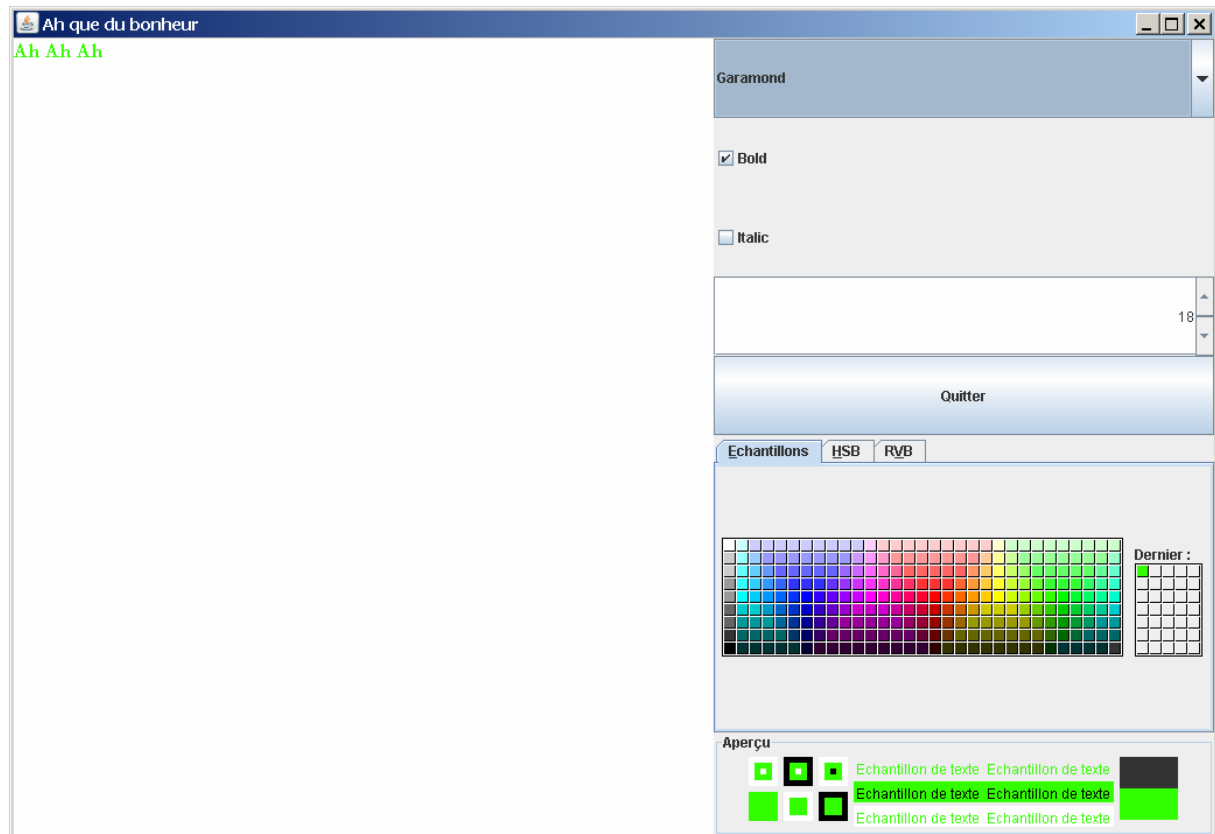 Ah que du bonheur
Ah Ah Ah
Garamond
Bold
Italic
18
Quitter
Echantillons HSB RVB
Dernier :
Aperçu
Echantillon de texte Echantillon de texte
Echantillon de texte Echantillon de texte
Echantillon de texte Echantillon de texte